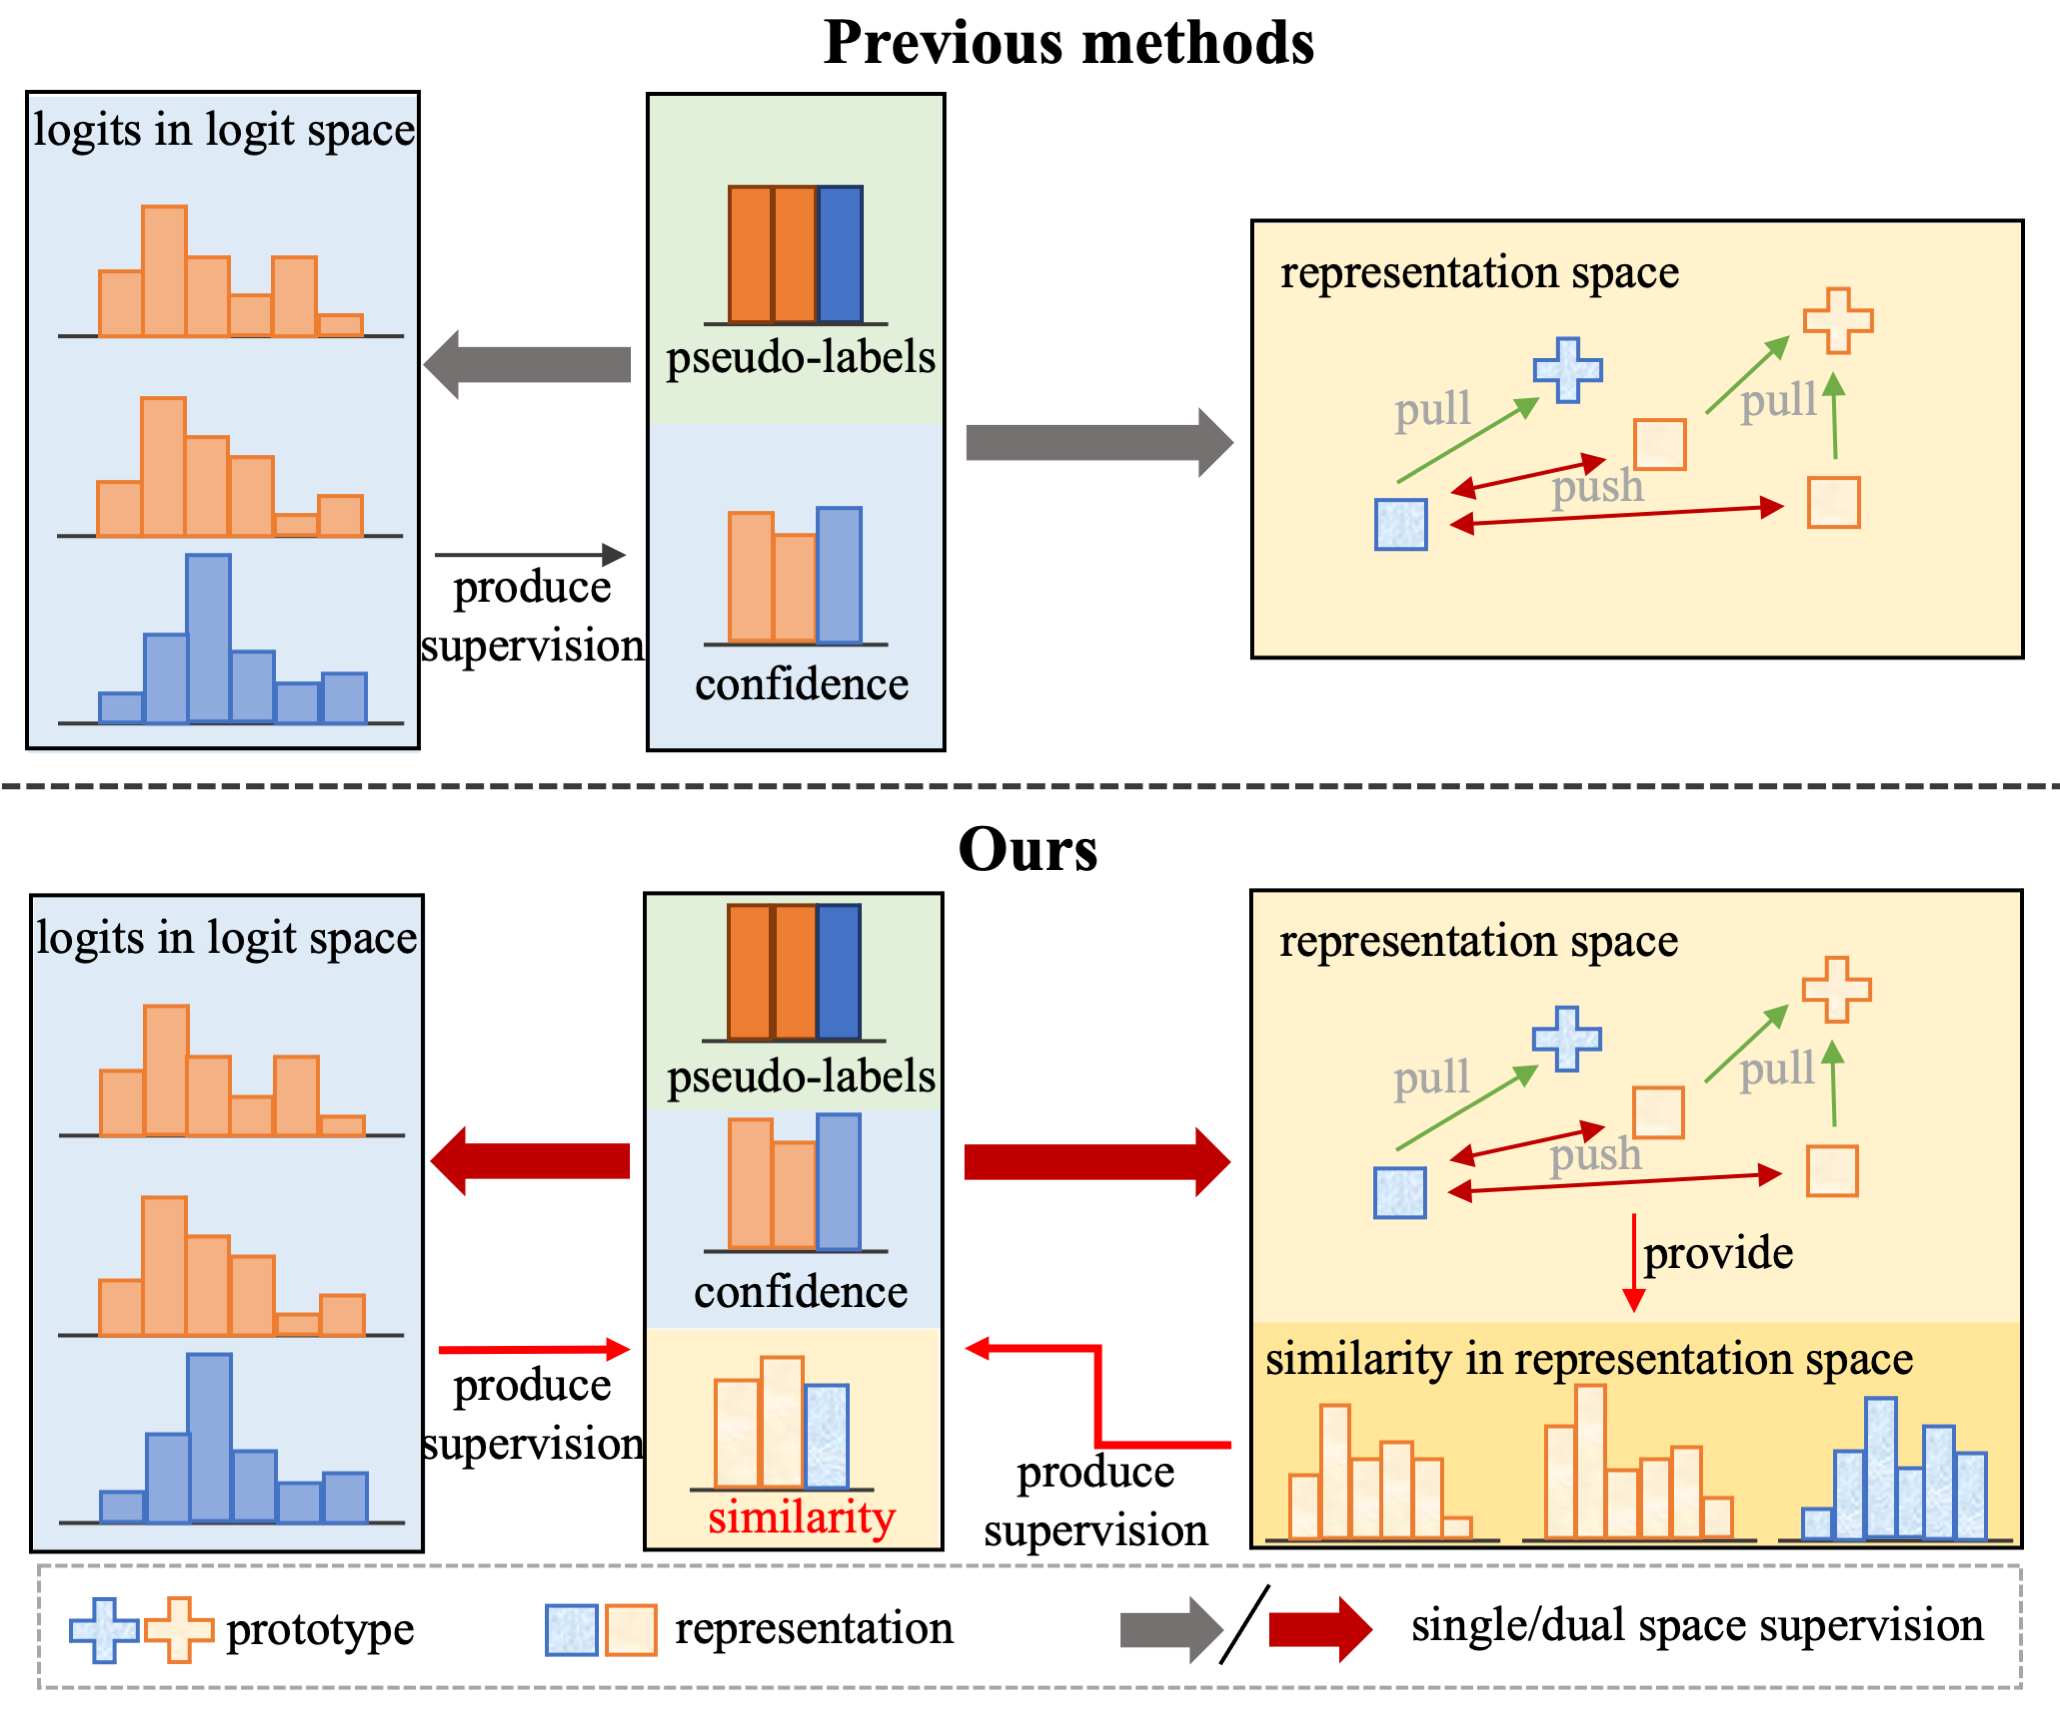 Previous methods
logits in logit space
pseudo-labels
confidence
produce
supervision
representation space
pull
pull
push
Ours
logits in logit space
pseudo-labels
confidence
similarity
produce
supervision
representation space
pull
pull
push
provide
similarity in representation space
produce
supervision
prototype
representation
single/dual space supervision